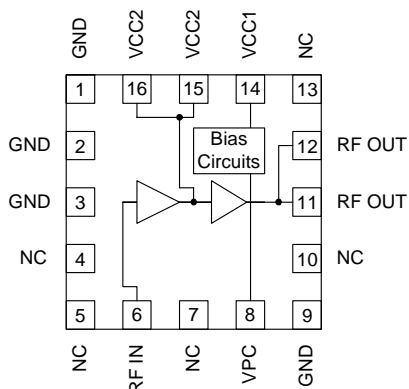 GND
VCC2
VCC2
VCC1
NC
1
16
15
14
13
GND
2
Bias
Circuits
12
RF OUT
GND
3
11
RF OUT
NC
4
10
NC
5
6
7
8
9
NC
RF IN
NC
VPC
GND